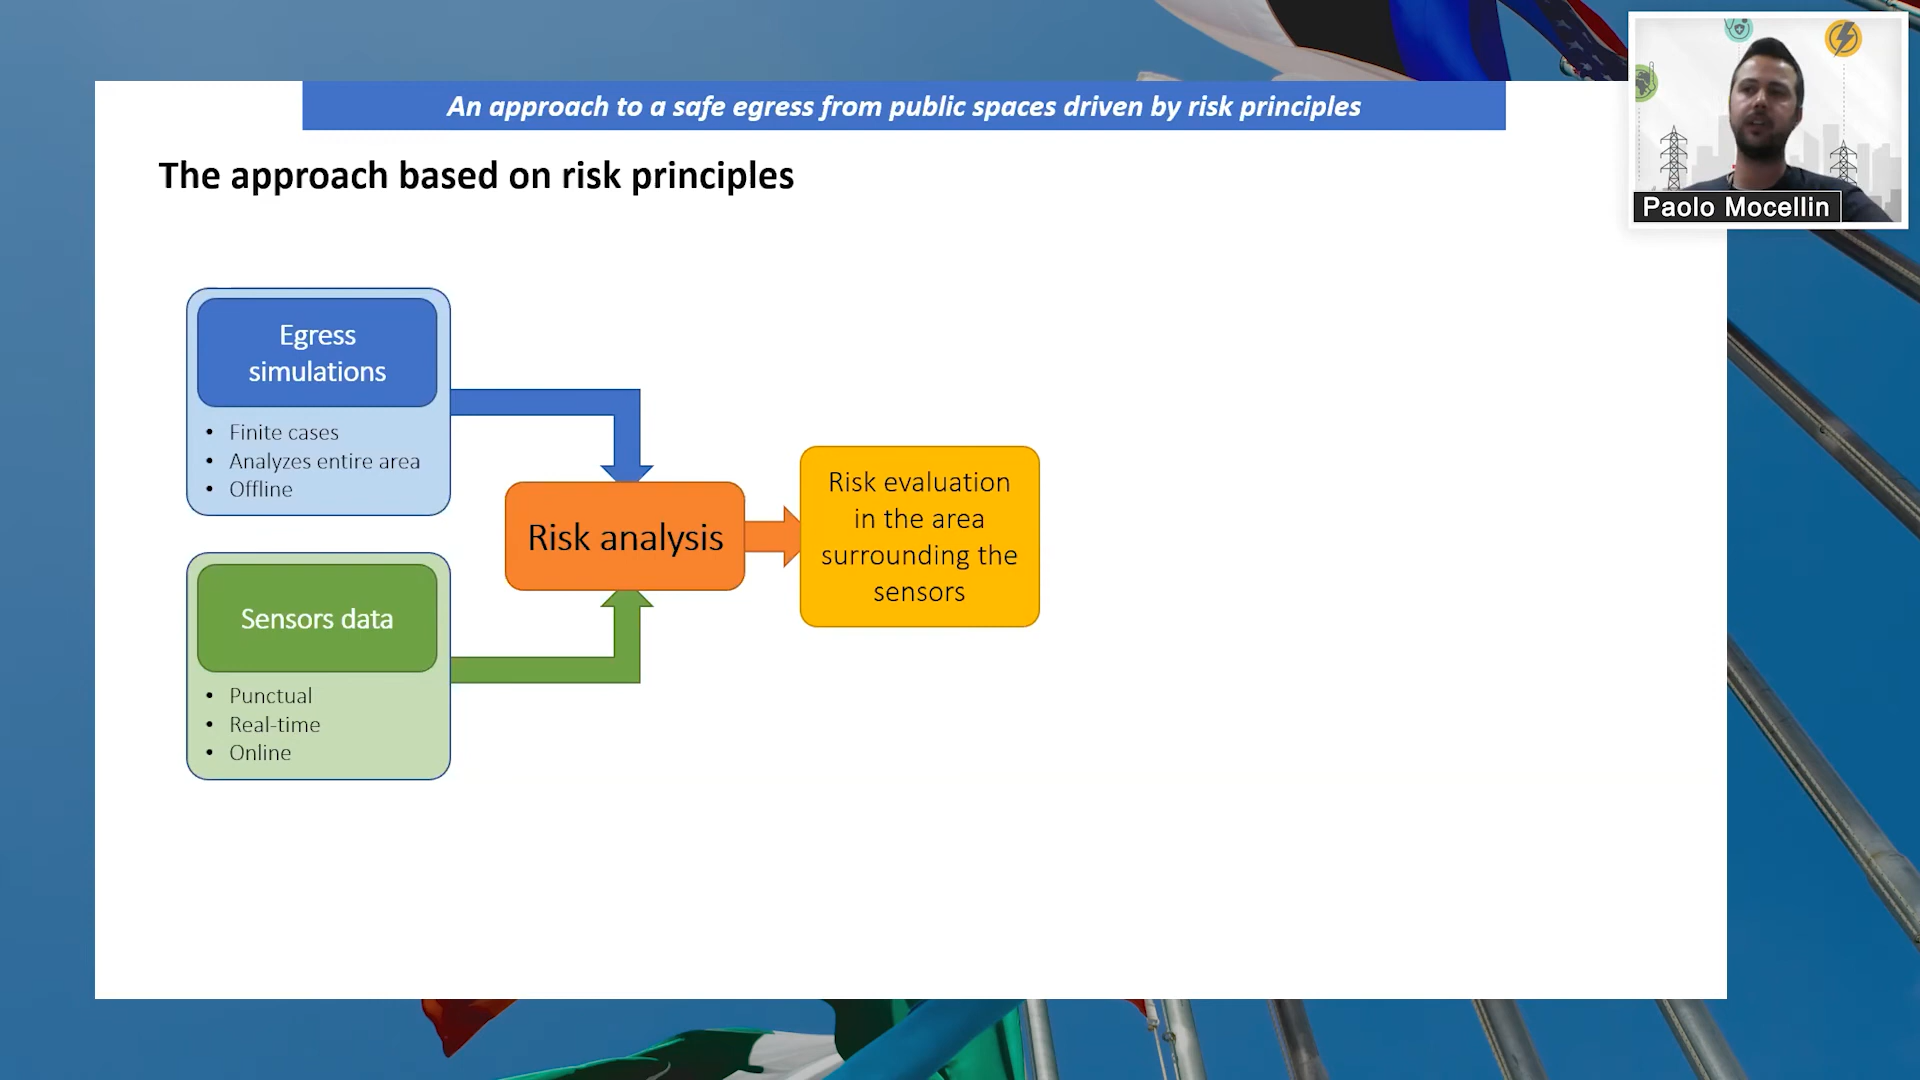 An approach to a safe egress from public spaces driven by risk principles
The approach based on risk principles
Paolo Mocellin
Egress
simulations
• Finite cases
• Analyzes entire area
• Offline
Sensors data
• Punctual
• Real-time
• Online
Risk analysis
Risk evaluation
in the area
surrounding the
sensors